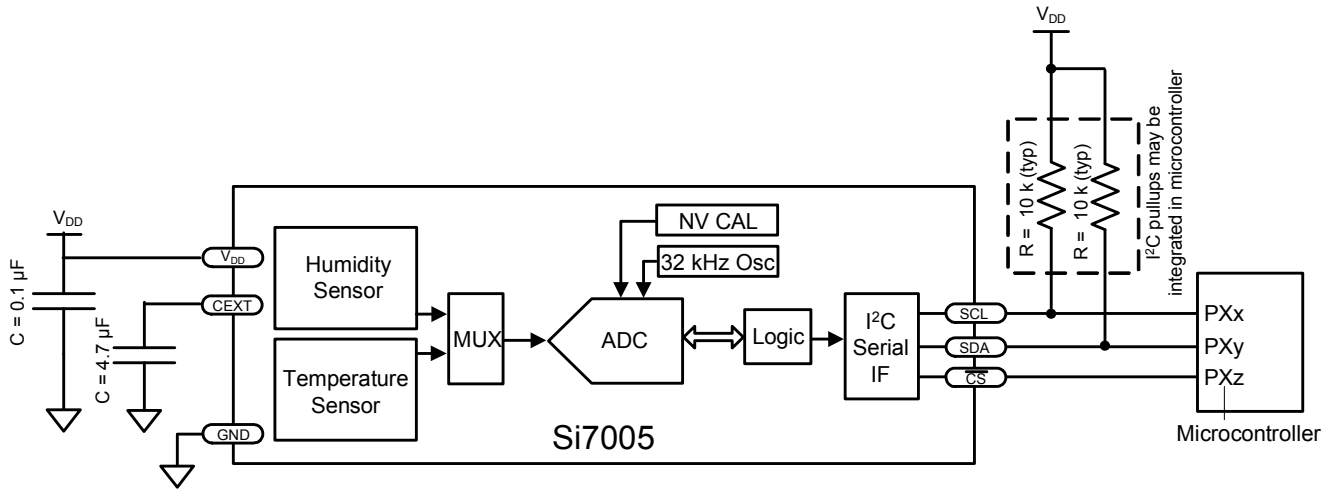 V_DD
C = 0.1 µF
C = 4.7 µF
V_DD
CEXT
GND
Humidity
Sensor
Temperature
Sensor
MUX
NV CAL
32 kHz Osc
ADC
Logic
I²C
Serial
IF
Si7005
SCL
SDA
CS
V_DD
R = 10 k (typ)
R = 10 k (typ)
I²C pullups may be
integrated in microcontroller
PXx
PXy
PXz
Microcontroller